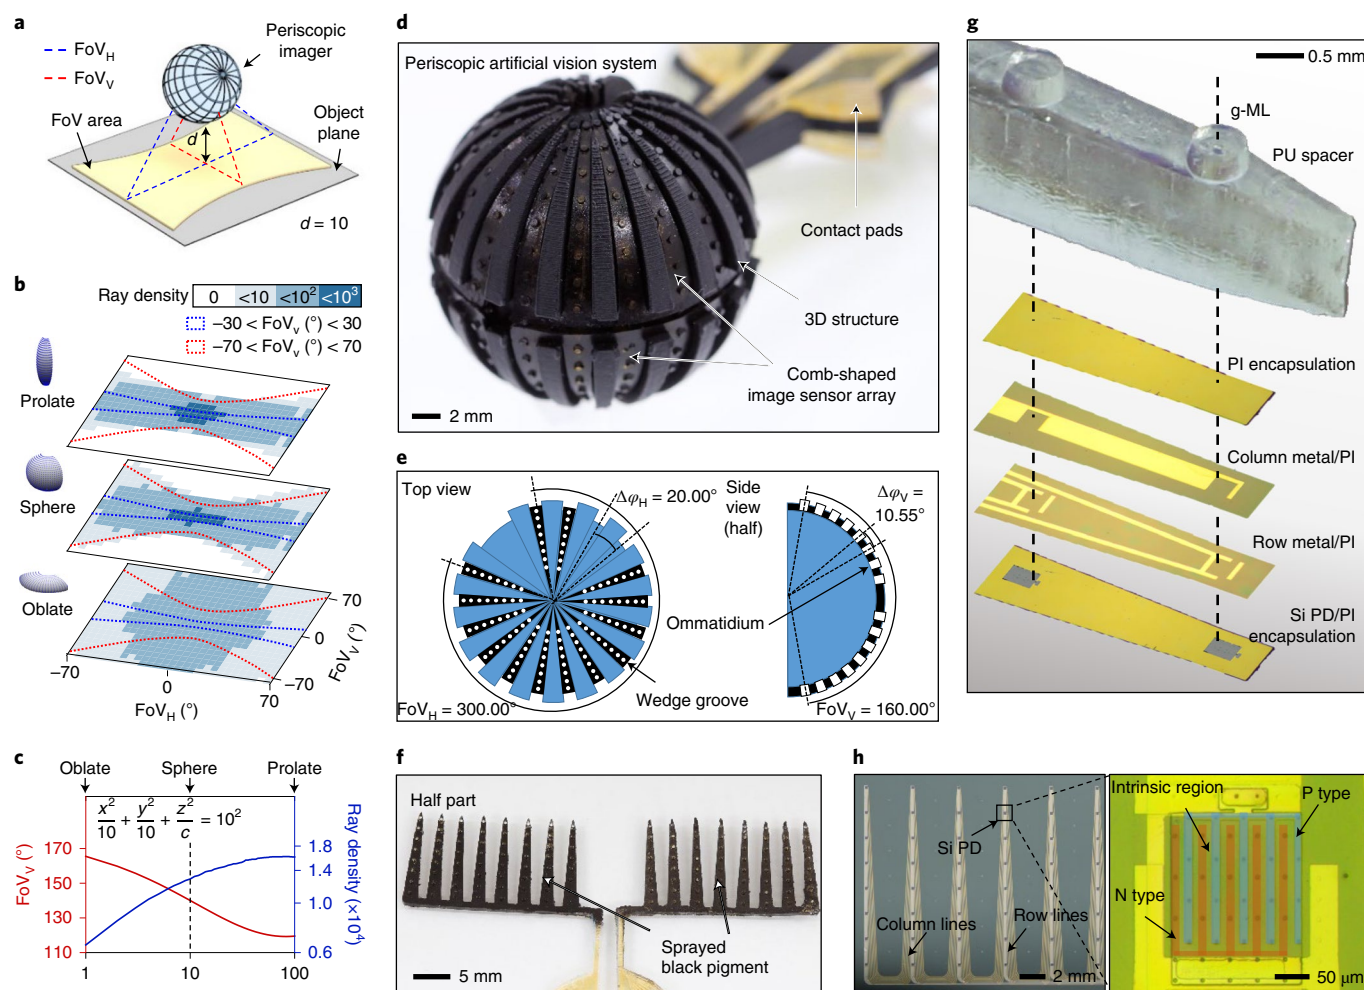 a
FoV_H
FoV_V
Periscopic
imager
FoV area
Object
plane
d
d = 10
b
Ray density
0
<10
<10²
<10³
−30 < FoV_v (°) < 30
−70 < FoV_v (°) < 70
Prolate
Sphere
Oblate
70
0
−70
FoV_V (°)
−70
0
70
FoV_H (°)
c
Oblate
Sphere
Prolate
x²/10 + y²/10 + z²/c = 10²
FoV_V (°)
170
150
130
110
Ray density (×10⁴)
1.8
1.4
1.0
0.6
1
10
100
d
Periscopic artificial vision system
Contact pads
3D structure
Comb-shaped
image sensor array
2 mm
e
Top view
Δφ_H = 20.00°
Side
view
(half)
Δφ_V =
10.55°
Ommatidium
Wedge groove
FoV_H = 300.00°
FoV_V = 160.00°
f
Half part
Sprayed
black pigment
5 mm
g
0.5 mm
g-ML
PU spacer
PI encapsulation
Column metal/PI
Row metal/PI
Si PD/PI
encapsulation
h
Si PD
Column lines
Row lines
2 mm
Intrinsic region
P type
N type
50 μm